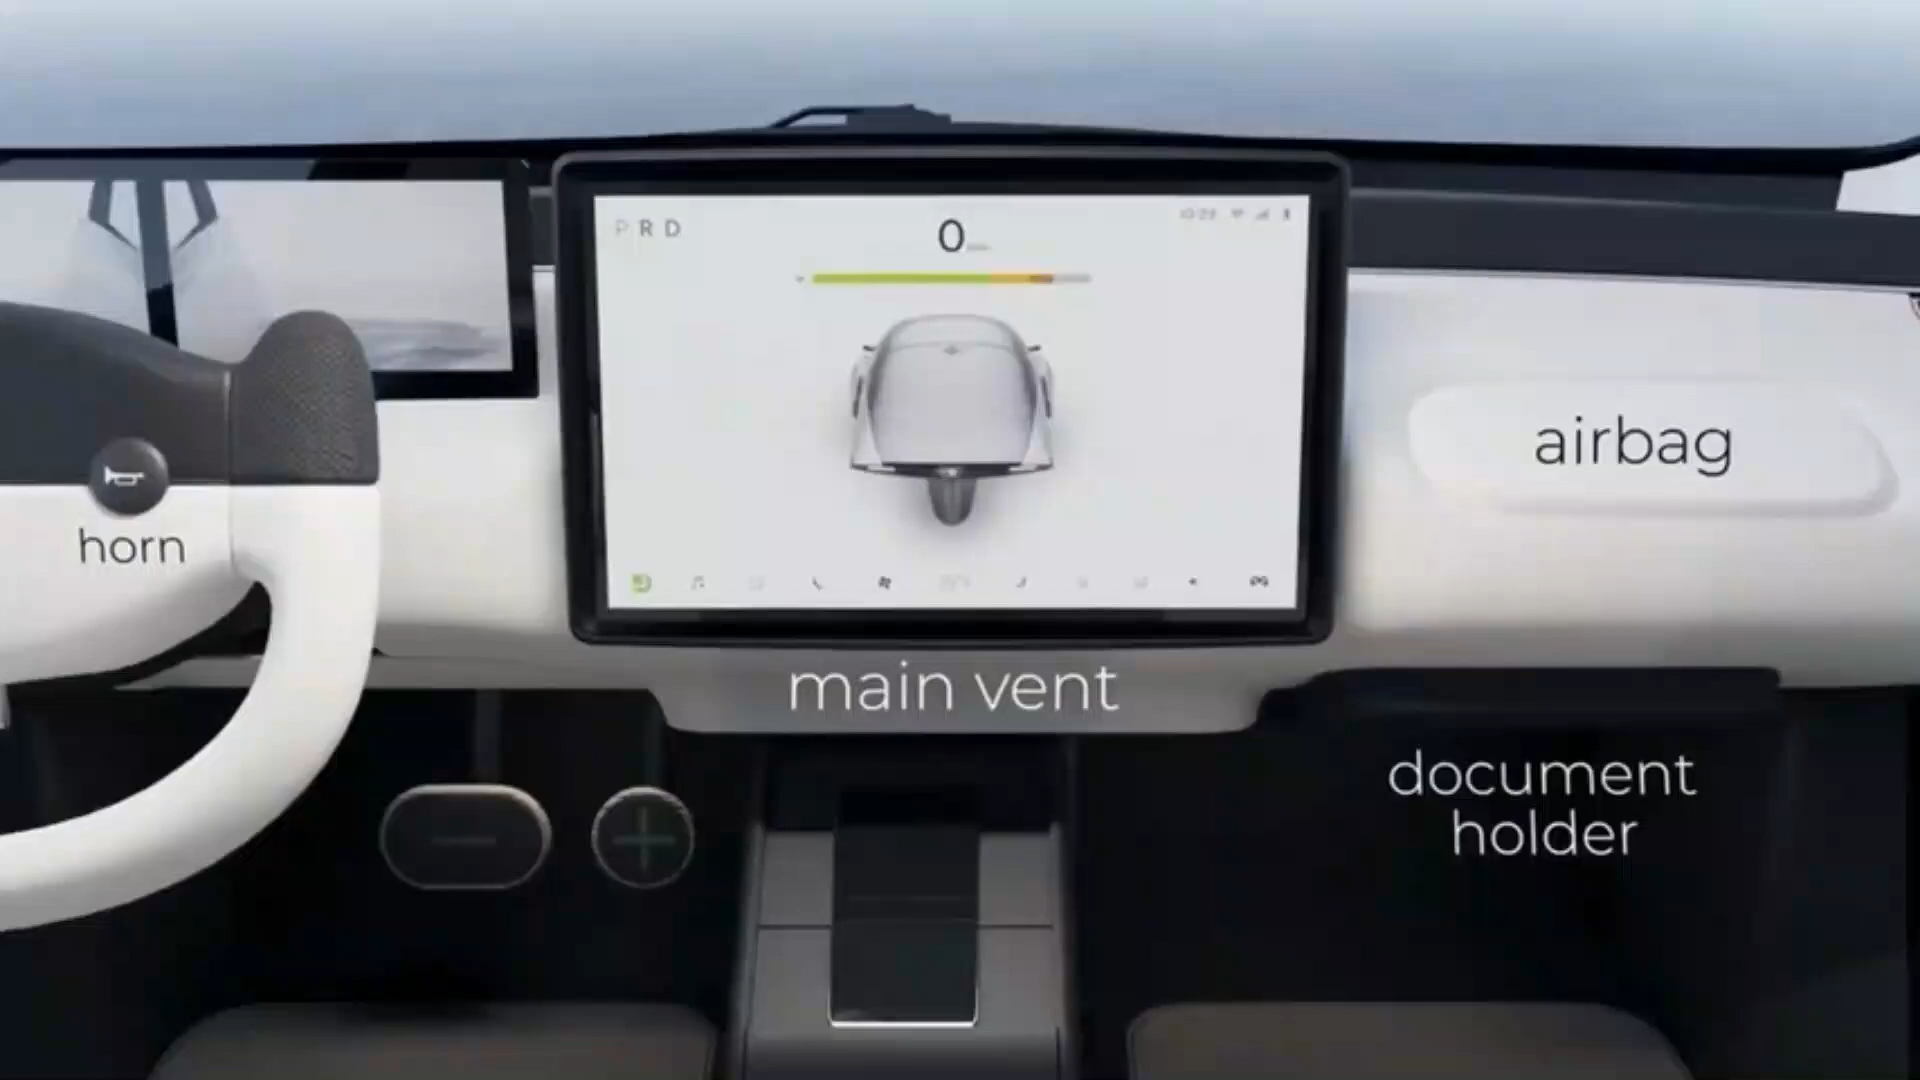 P R D
0
airbag
horn
main vent
document
holder